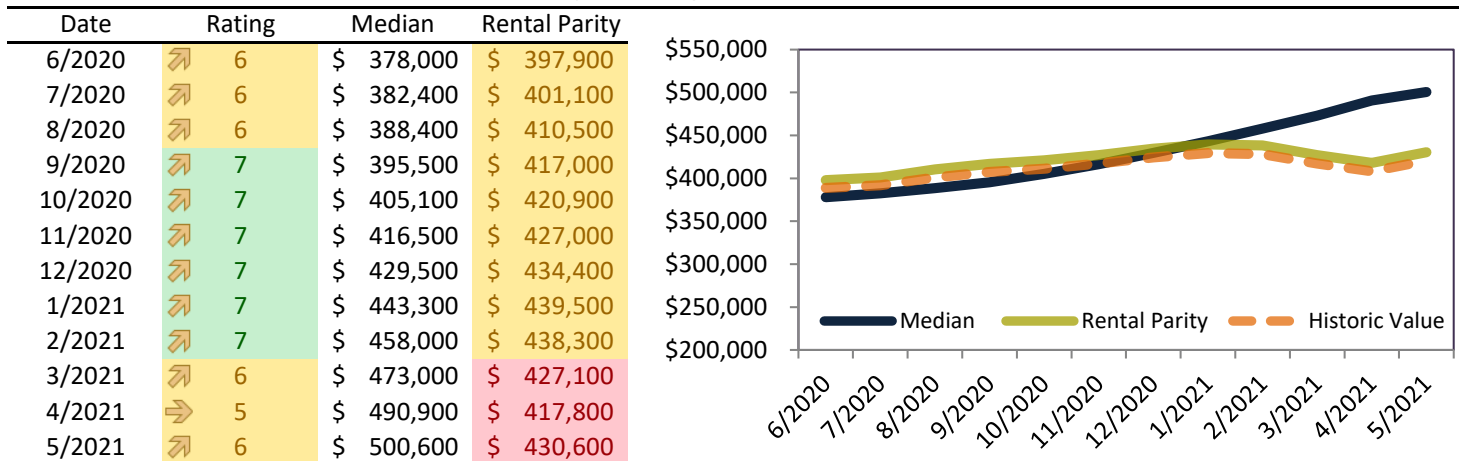 Date Rating Median Rental Parity
6/2020 6 $ 378,000 $ 397,900
7/2020 6 $ 382,400 $ 401,100
8/2020 6 $ 388,400 $ 410,500
9/2020 7 $ 395,500 $ 417,000
10/2020 7 $ 405,100 $ 420,900
11/2020 7 $ 416,500 $ 427,000
12/2020 7 $ 429,500 $ 434,400
1/2021 7 $ 443,300 $ 439,500
2/2021 7 $ 458,000 $ 438,300
3/2021 6 $ 473,000 $ 427,100
4/2021 5 $ 490,900 $ 417,800
5/2021 6 $ 500,600 $ 430,600
$550,000
$500,000
$450,000
$400,000
$350,000
$300,000
$250,000
$200,000
Median Rental Parity Historic Value
6/2020 7/2020 8/2020 9/2020 10/2020 11/2020 12/2020 1/2021 2/2021 3/2021 4/2021 5/2021